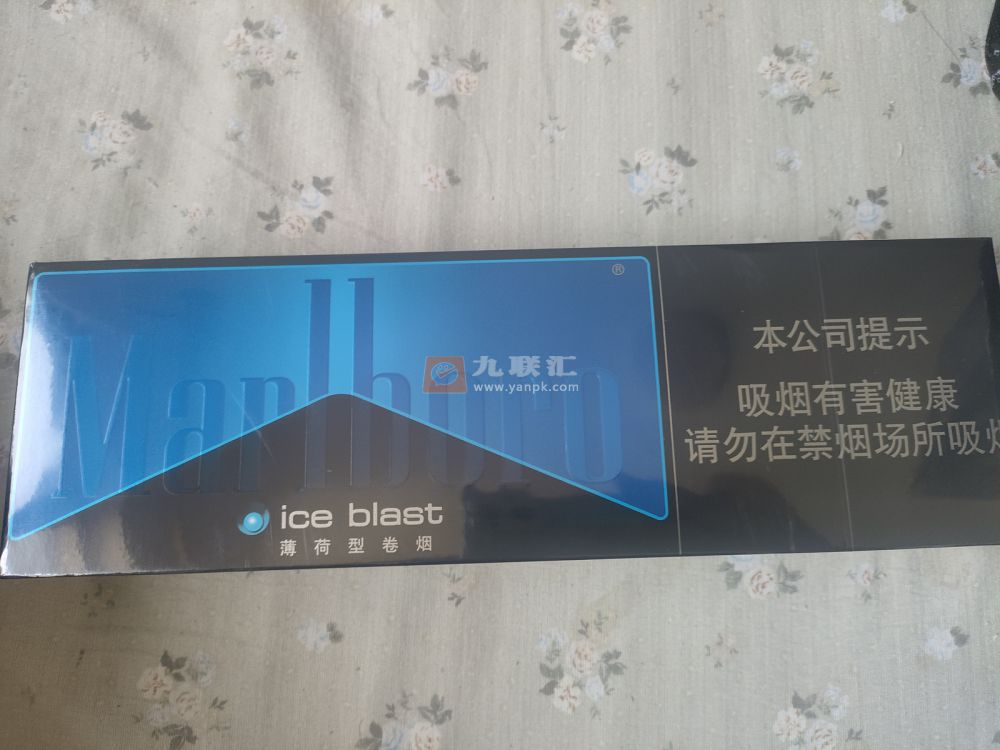 Marlboro
®
九联汇
www.yanpk.com
ice blast
薄荷型卷烟
本公司提示
吸烟有害健康
请勿在禁烟场所吸